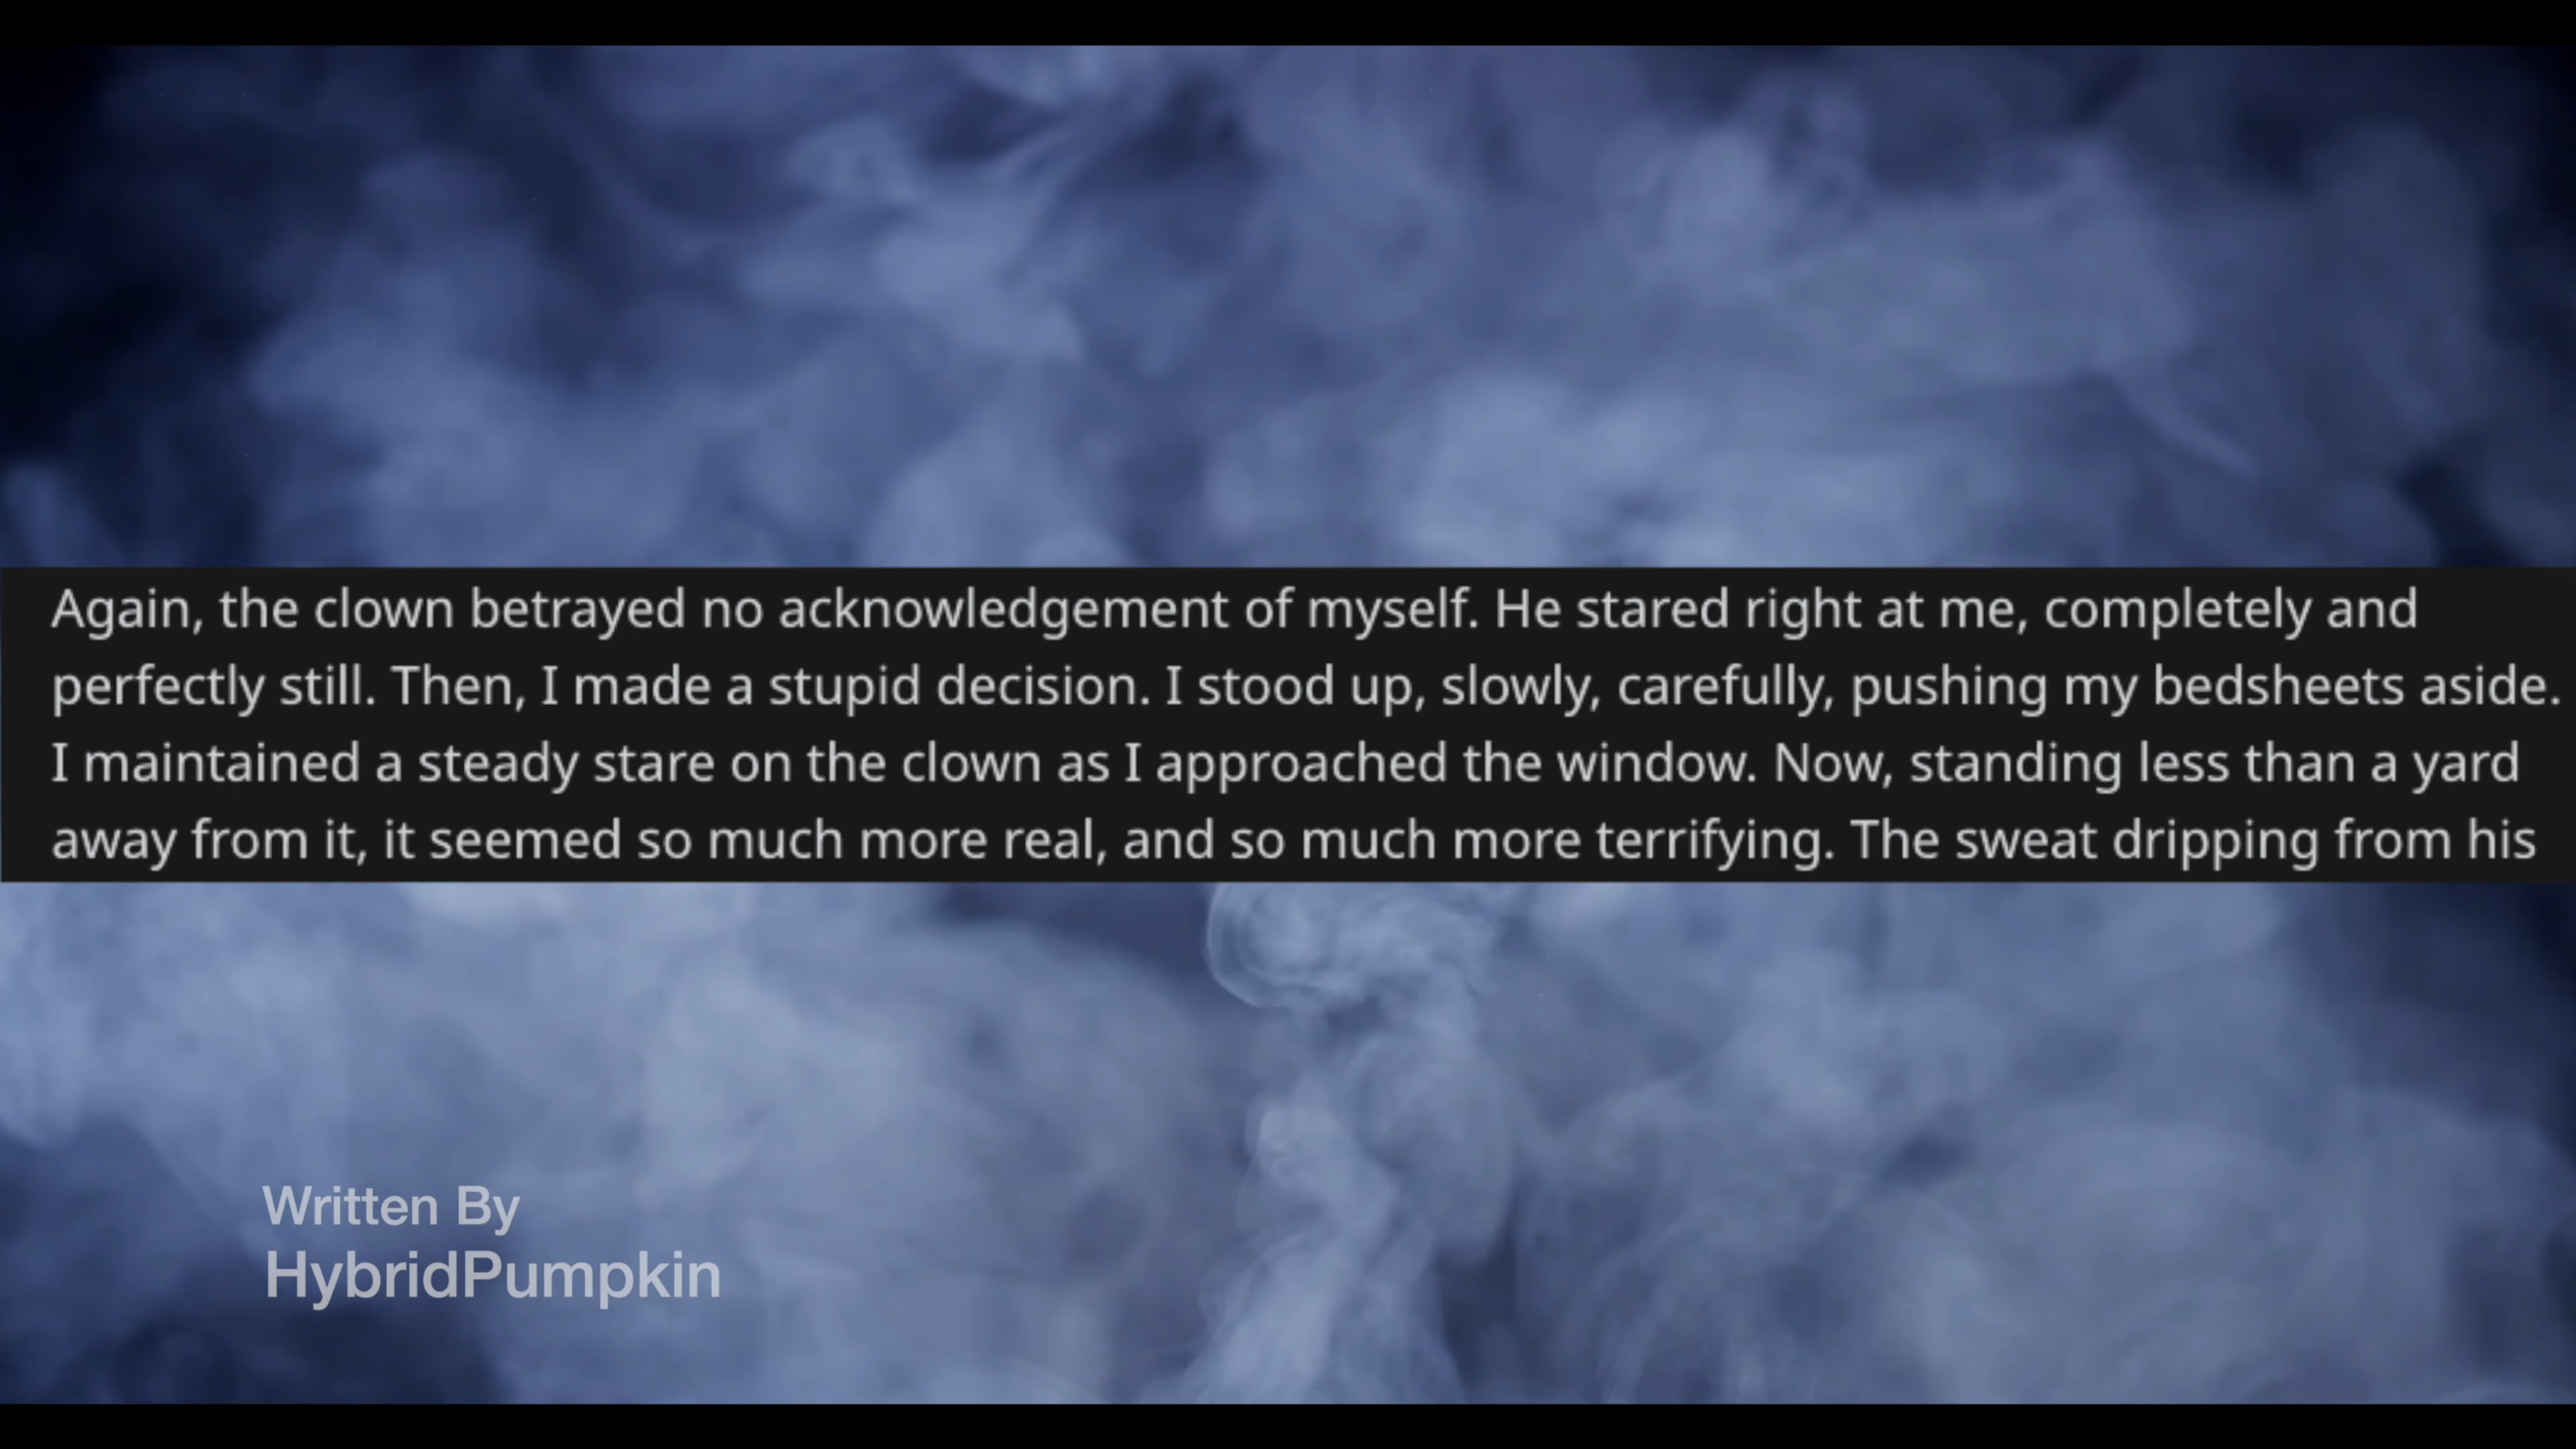 Again, the clown betrayed no acknowledgement of myself. He stared right at me, completely and
perfectly still. Then, I made a stupid decision. I stood up, slowly, carefully, pushing my bedsheets aside.
I maintained a steady stare on the clown as I approached the window. Now, standing less than a yard
away from it, it seemed so much more real, and so much more terrifying. The sweat dripping from his
Written By
HybridPumpkin